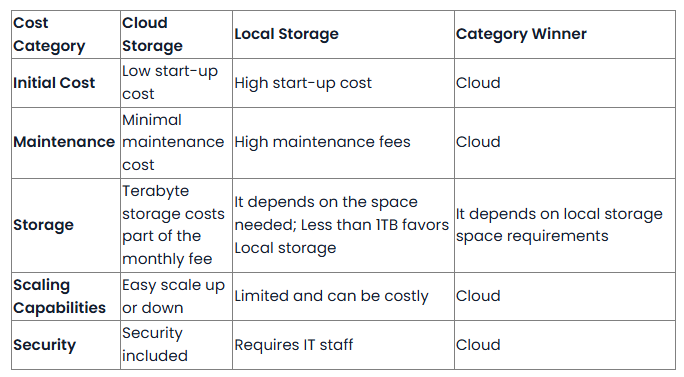 Cost
Category
Cloud
Storage
Local Storage
Category Winner
Initial Cost
Low start-up
cost
High start-up cost
Cloud
Maintenance
Minimal
maintenance
cost
High maintenance fees
Cloud
Storage
Terabyte
storage costs
part of the
monthly fee
It depends on the space
needed; Less than 1TB favors
Local storage
It depends on local storage
space requirements
Scaling
Capabilities
Easy scale up
or down
Limited and can be costly
Cloud
Security
Security
included
Requires IT staff
Cloud